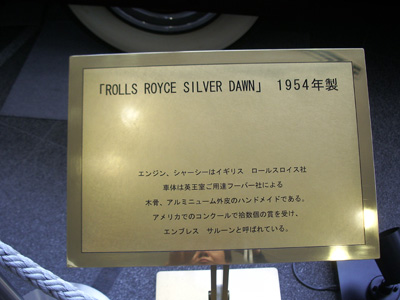 「ROLLS ROYCE SILVER DAWN」 1954年製
エンジン、シャーシーはイギリス ロールスロイス社
車体は英王室ご用達フーパー社による
木骨、アルミニューム外皮のハンドメイドである。
アメリカでのコンクールで拾数個の賞を受け、
エンプレス サルーンと呼ばれている。